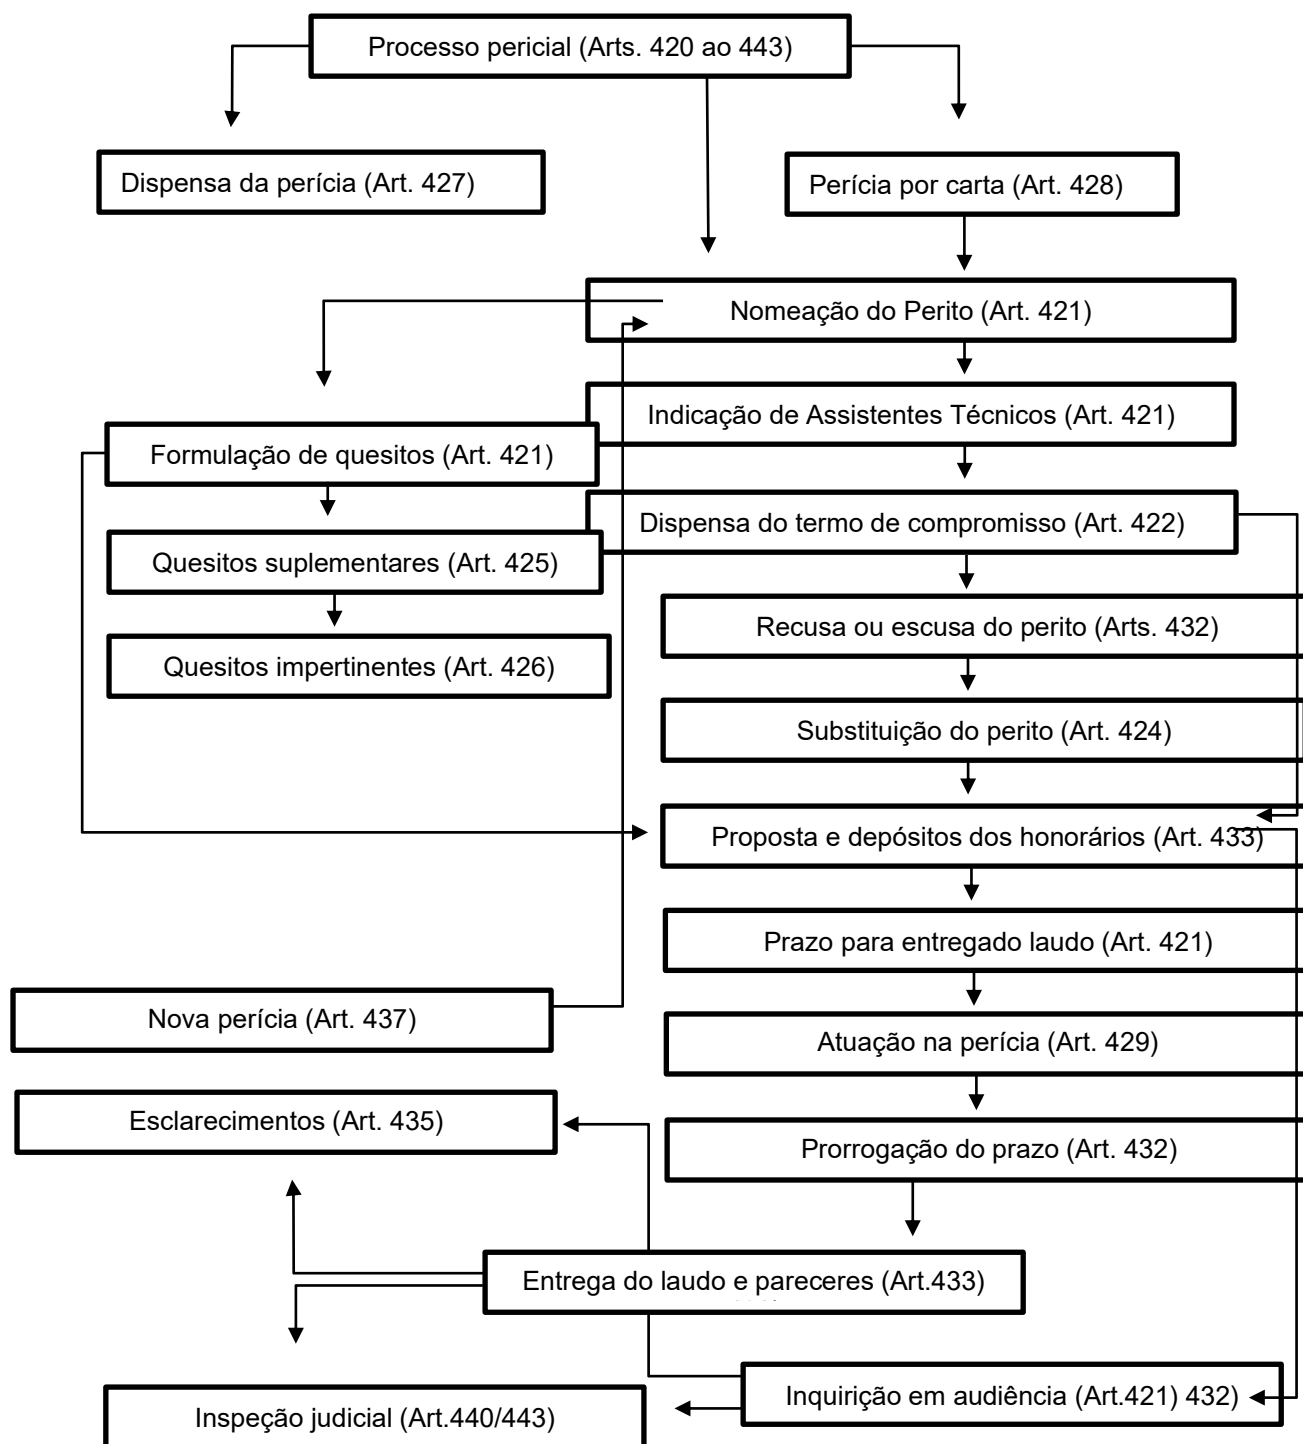 Processo pericial (Arts. 420 ao 443)
Dispensa da perícia (Art. 427)
Perícia por carta (Art. 428)
Nomeação do Perito (Art. 421)
Indicação de Assistentes Técnicos (Art. 421)
Formulação de quesitos (Art. 421)
Dispensa do termo de compromisso (Art. 422)
Quesitos suplementares (Art. 425)
Recusa ou escusa do perito (Arts. 432)
Quesitos impertinentes (Art. 426)
Substituição do perito (Art. 424)
Proposta e depósitos dos honorários (Art. 433)
Prazo para entregado laudo (Art. 421)
Nova perícia (Art. 437)
Atuação na perícia (Art. 429)
Esclarecimentos (Art. 435)
Prorrogação do prazo (Art. 432)
Entrega do laudo e pareceres (Art.433)
Inquirição em audiência (Art.421) 432)
Inspeção judicial (Art.440/443)